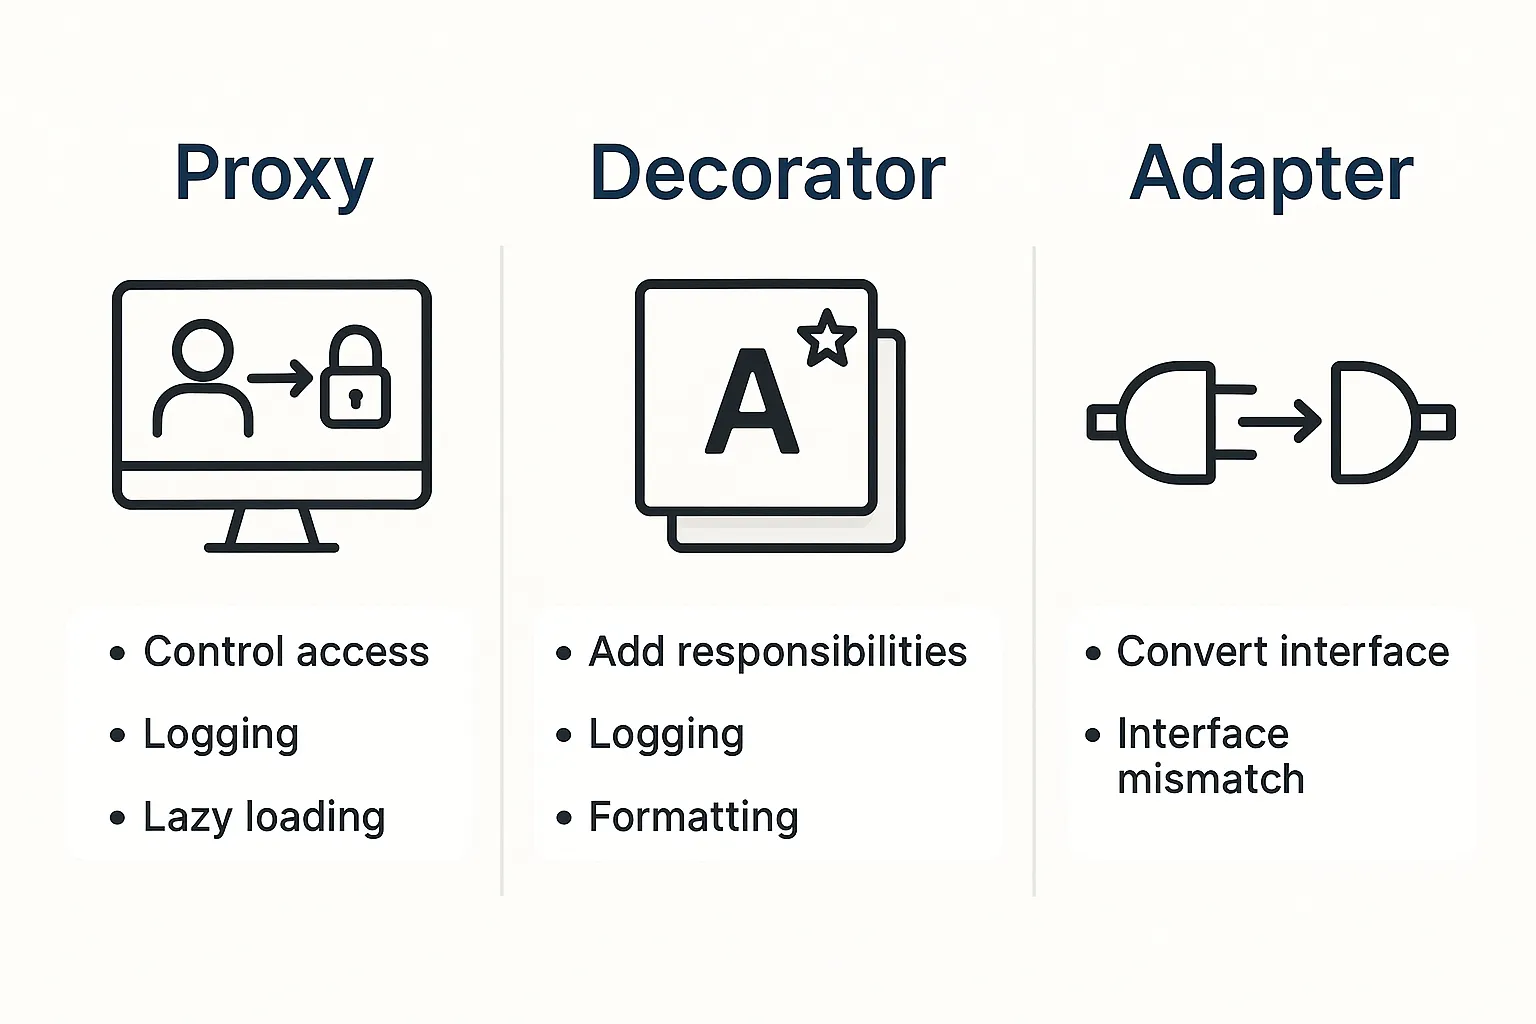 Proxy
Decorator
Adapter
A
• Control access
• Logging
• Lazy loading
• Add responsibilities
• Logging
• Formatting
• Convert interface
• Interface
mismatch